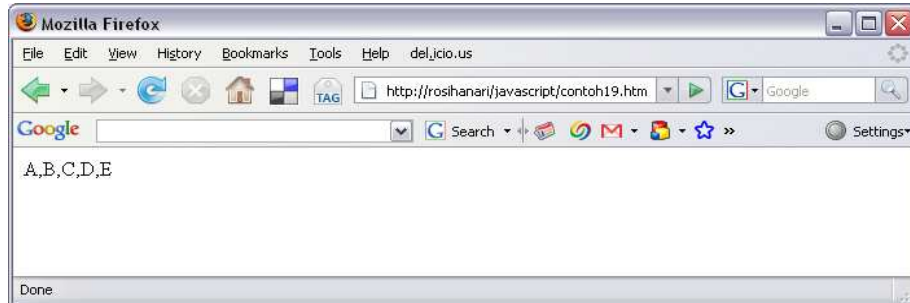 Mozilla Firefox
File Edit View History Bookmarks Tools Help del.icio.us
TAG http://rosihanari/javascript/contoh19.htm G Google
Google G Search » Settings
A,B,C,D,E
Done